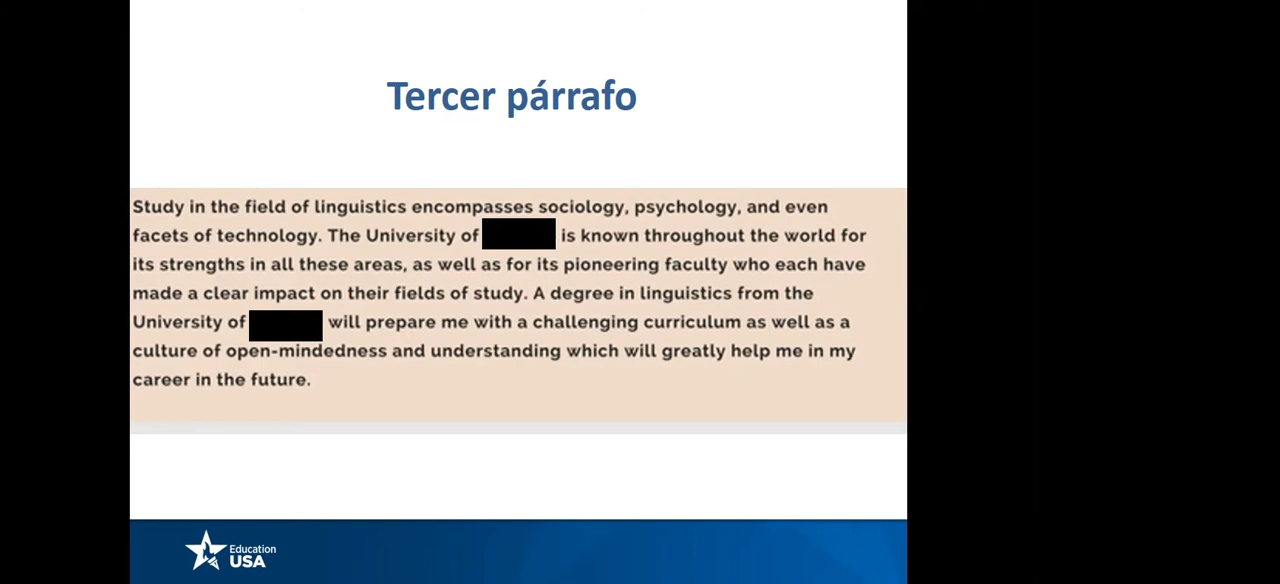 Tercer párrafo
Study in the field of linguistics encompasses sociology, psychology, and even
facets of technology. The University of is known throughout the world for
its strengths in all these areas, as well as for its pioneering faculty who each have
made a clear impact on their fields of study. A degree in linguistics from the
University of will prepare me with a challenging curriculum as well as a
culture of open-mindedness and understanding which will greatly help me in my
career in the future.
Education
USA